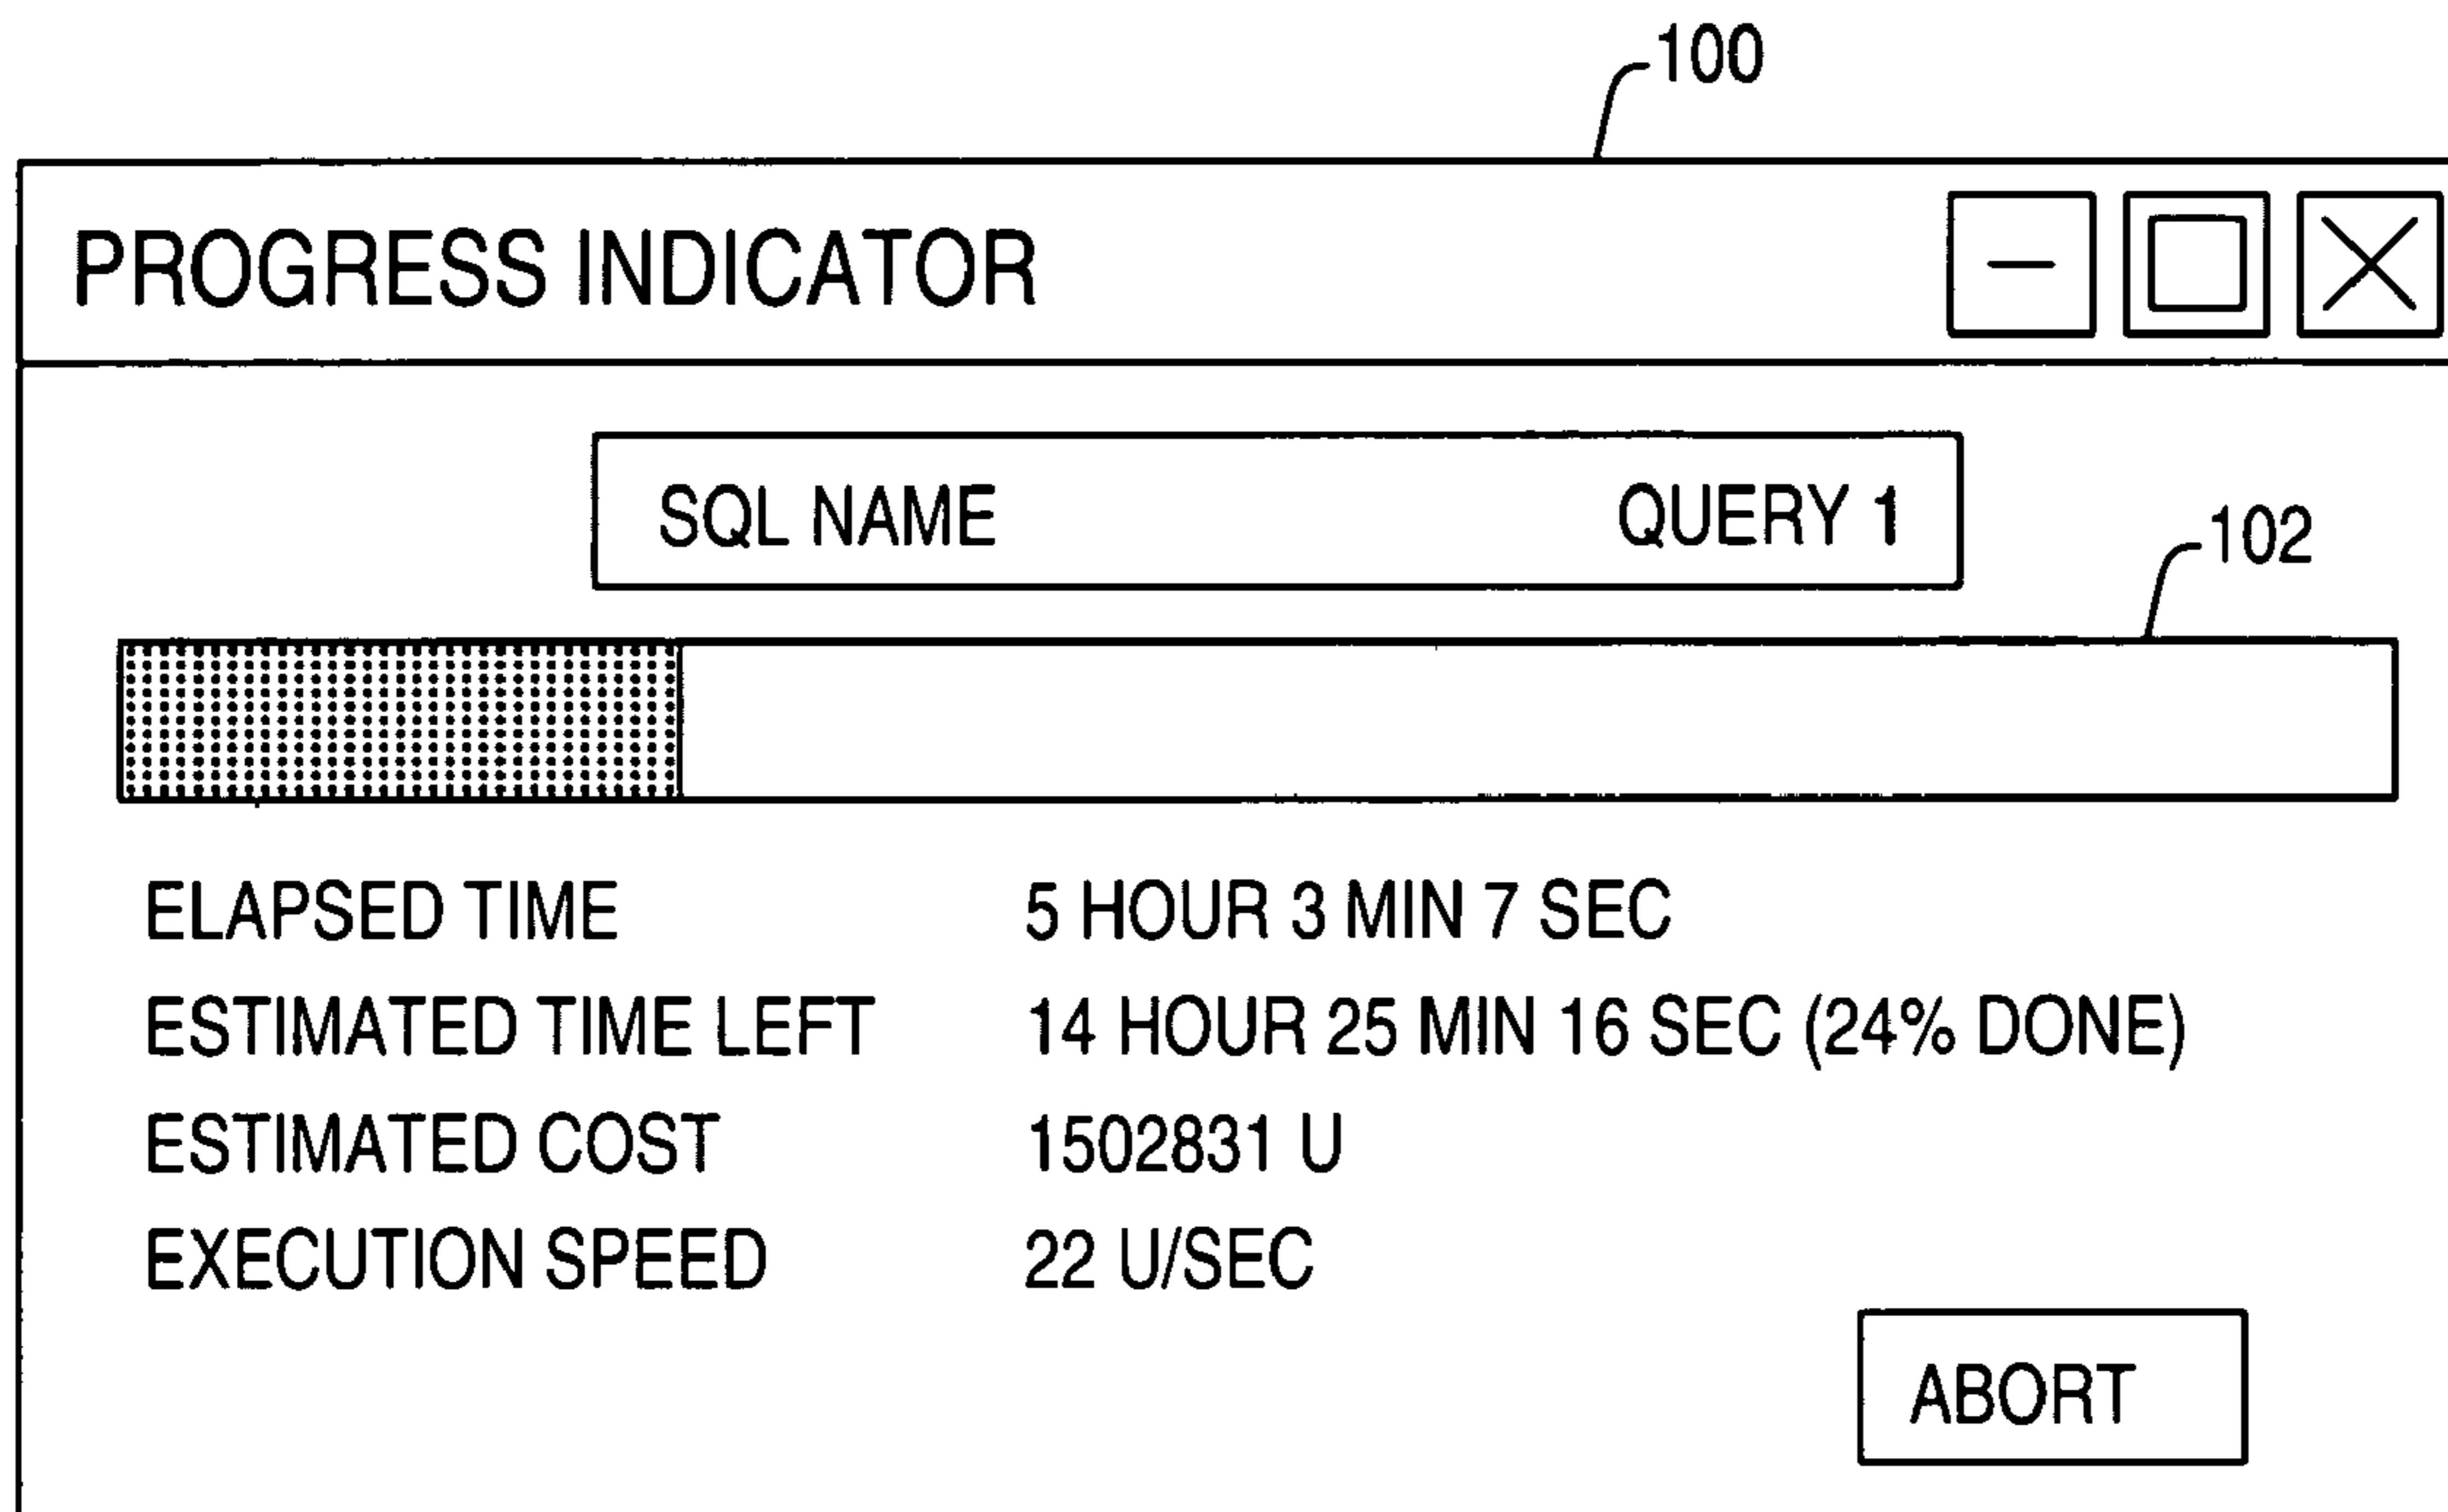 100
PROGRESS INDICATOR
SQL NAME QUERY 1
102
ELAPSED TIME 5 HOUR 3 MIN 7 SEC
ESTIMATED TIME LEFT 14 HOUR 25 MIN 16 SEC (24% DONE)
ESTIMATED COST 1502831 U
EXECUTION SPEED 22 U/SEC
ABORT